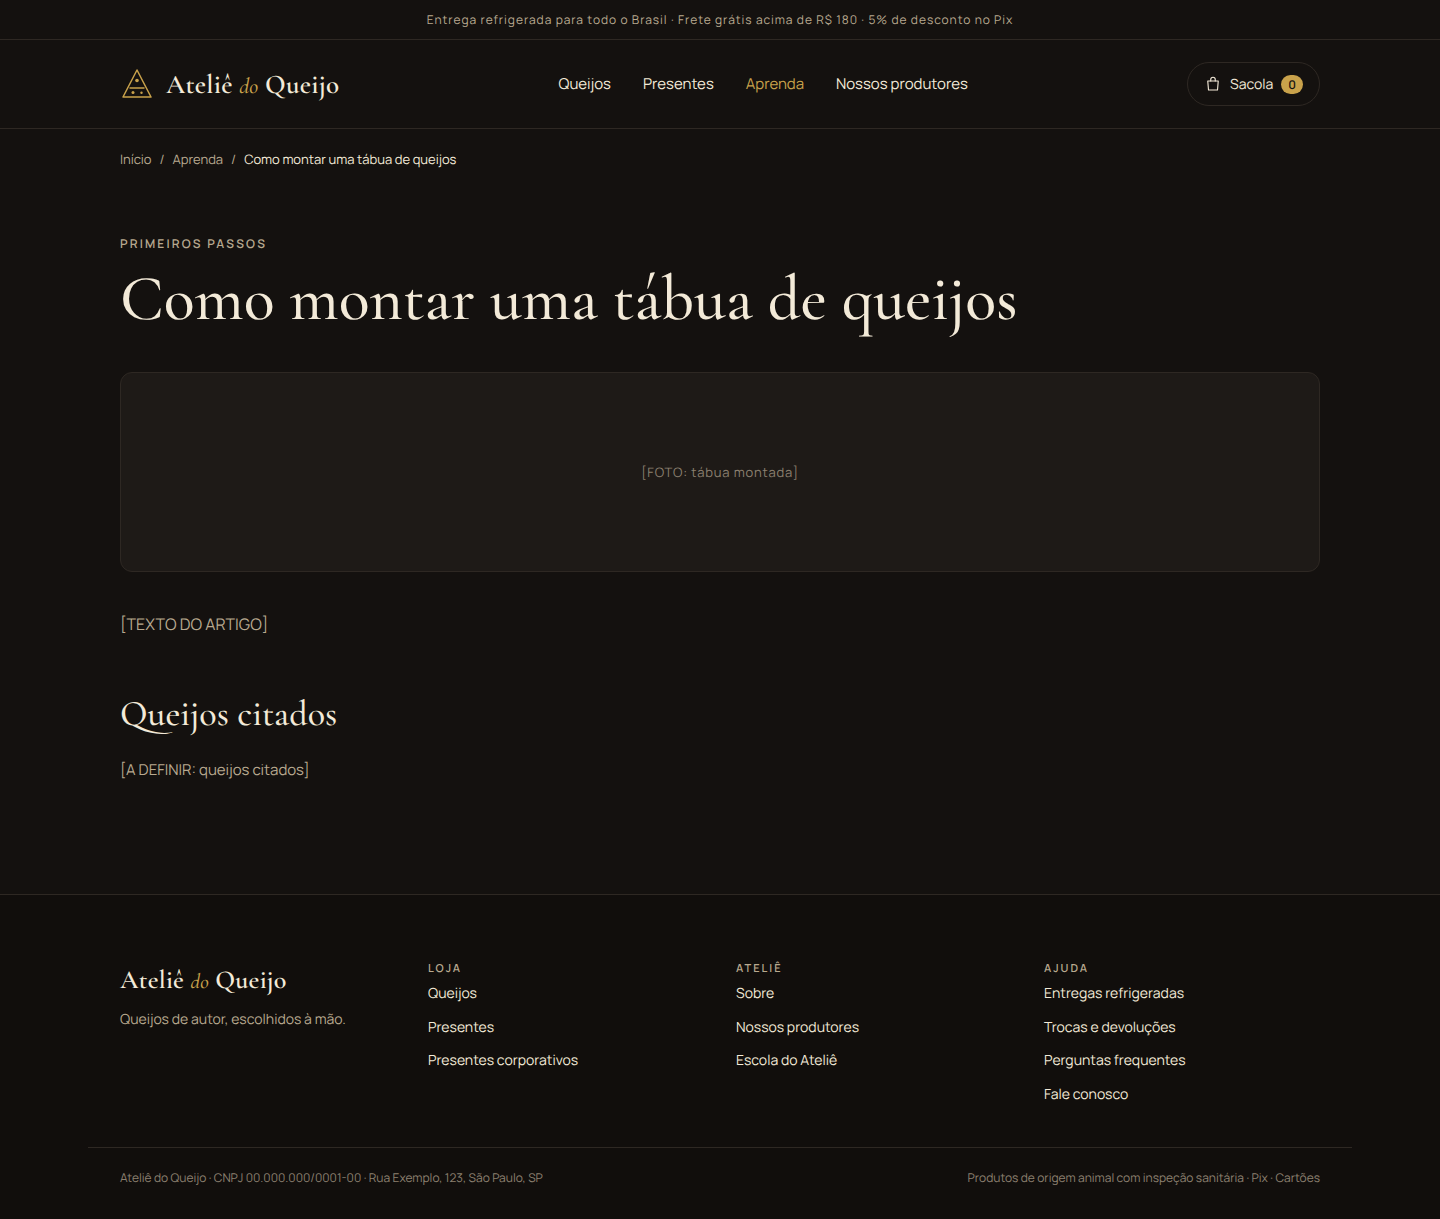 Entrega refrigerada para todo o Brasil · Frete grátis acima de R$ 180 · 5% de desconto no Pix
Ateliê do Queijo
Queijos
Presentes
Aprenda
Nossos produtores
Sacola 0
Início / Aprenda / Como montar uma tábua de queijos
PRIMEIROS PASSOS
Como montar uma tábua de queijos
[FOTO: tábua montada]
[TEXTO DO ARTIGO]
Queijos citados
[A DEFINIR: queijos citados]
Ateliê do Queijo
Queijos de autor, escolhidos à mão.
LOJA
Queijos
Presentes
Presentes corporativos
ATELIÊ
Sobre
Nossos produtores
Escola do Ateliê
AJUDA
Entregas refrigeradas
Trocas e devoluções
Perguntas frequentes
Fale conosco
Ateliê do Queijo · CNPJ 00.000.000/0001-00 · Rua Exemplo, 123, São Paulo, SP
Produtos de origem animal com inspeção sanitária · Pix · Cartões